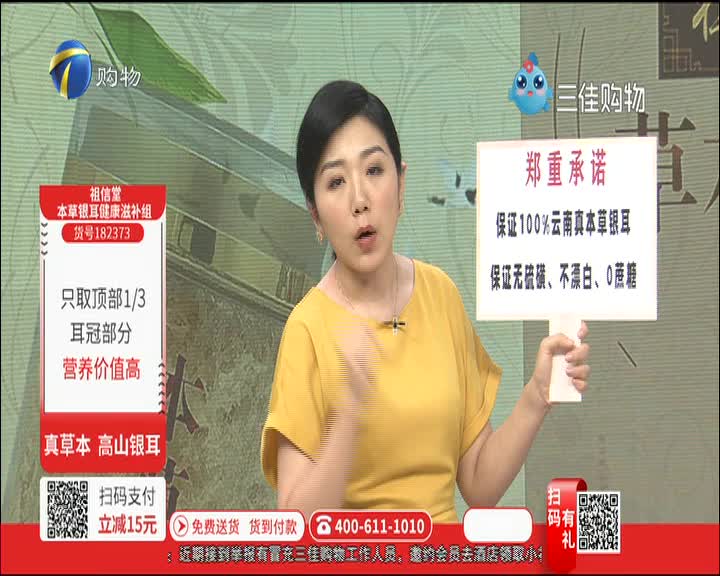 购物
三佳购物
草本
郑重承诺
保证100%云南真本草银耳
保证无硫磺、不漂白、0蔗糖
祖信堂
本草银耳健康滋补组
货号182373
只取顶部1/3
耳冠部分
营养价值高
真草本 高山银耳
扫码支付
立减15元
免费送货 货到付款
400-611-1010
扫码
有礼
：近期接到举报有冒充三佳购物工作人员，邀约会员去酒店领取小